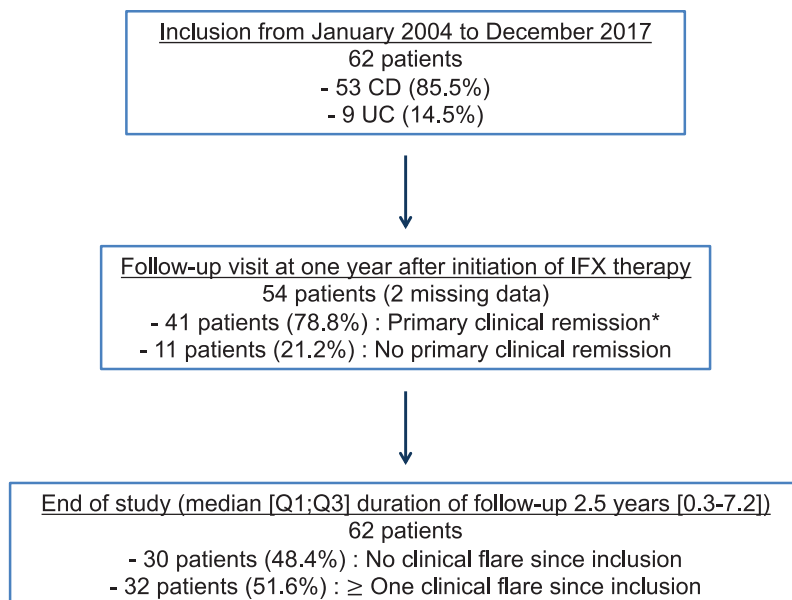 Inclusion from January 2004 to December 2017
62 patients
- 53 CD (85.5%)
- 9 UC (14.5%)
Follow-up visit at one year after initiation of IFX therapy
54 patients (2 missing data)
- 41 patients (78.8%) : Primary clinical remission*
- 11 patients (21.2%) : No primary clinical remission
End of study (median [Q1;Q3] duration of follow-up 2.5 years [0.3-7.2])
62 patients
- 30 patients (48.4%) : No clinical flare since inclusion
- 32 patients (51.6%) : ≥ One clinical flare since inclusion